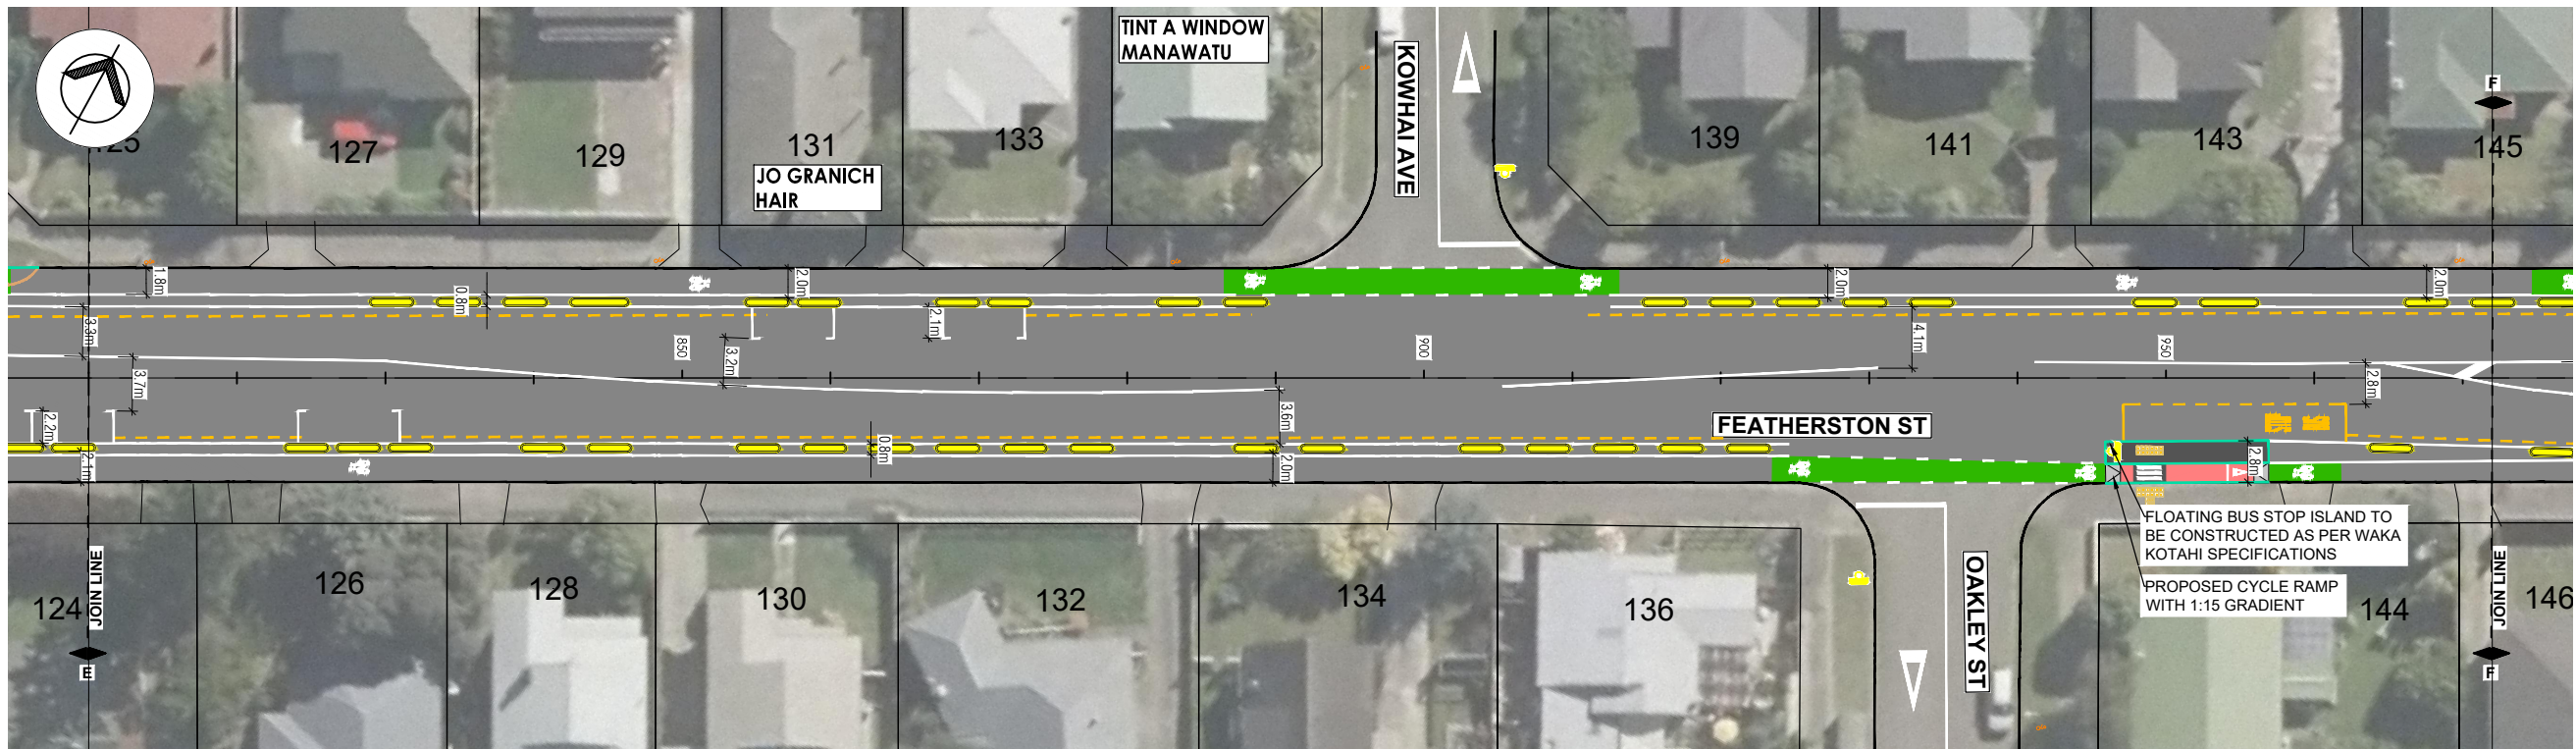 TINT A WINDOW
MANAWATU
KOWHAI AVE
F
125
127
129
131
133
139
141
143
145
JO GRANICH
HAIR
1.8m
0.8m
2.0m
2.0m
2.0m
3.3m
2.1m
4.1m
850
900
950
3.2m
3.7m
2.8m
2.2m
3.6m
FEATHERSTON ST
2.1m
0.8m
2.0m
2.8m
FLOATING BUS STOP ISLAND TO
BE CONSTRUCTED AS PER WAKA
KOTAHI SPECIFICATIONS
PROPOSED CYCLE RAMP
WITH 1:15 GRADIENT
JOIN LINE
E
124
126
128
130
132
134
136
OAKLEY ST
144
JOIN LINE
F
146